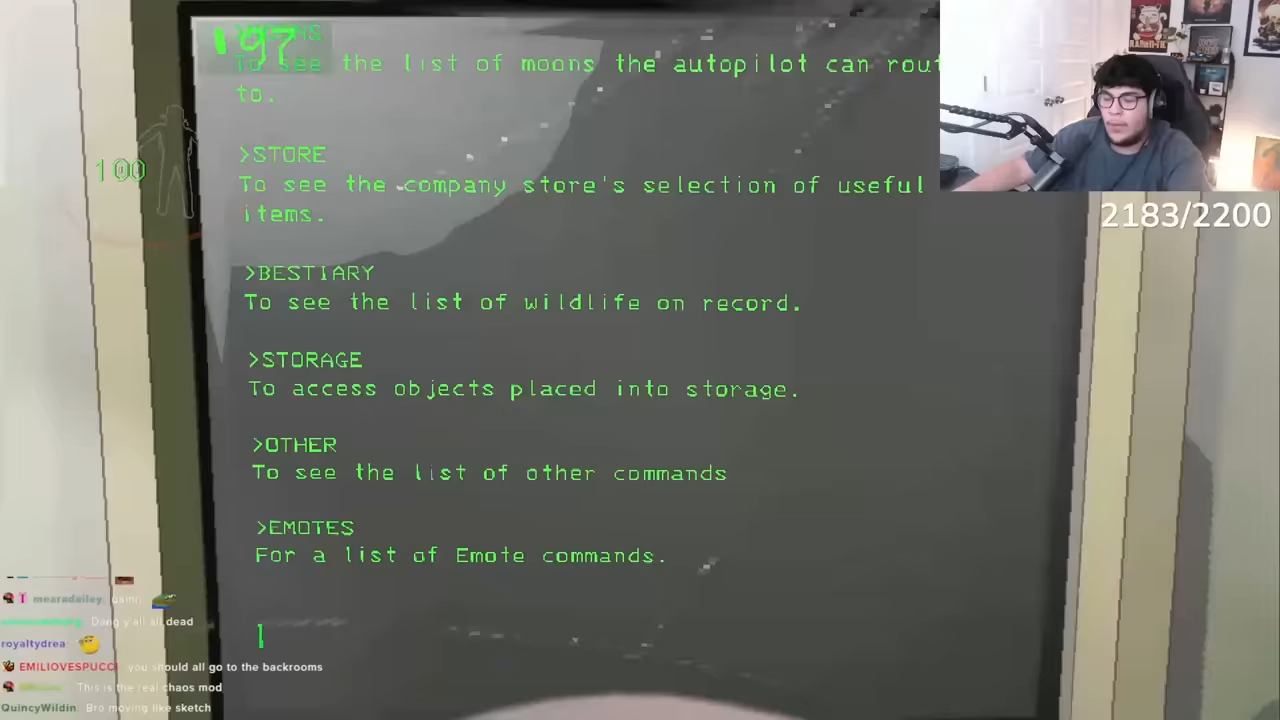 '97
To see the list of moons the autopilot can rout
to.
>STORE
To see the company store's selection of useful
items.
>BESTIARY
To see the list of wildlife on record.
>STORAGE
To access objects placed into storage.
>OTHER
To see the list of other commands
>EMOTES
For a list of Emote commands.
100
2183/2200
mearadailey:
Dang y'all all dead
royaltydrea:
EMILIOVESPUCCI you should all go to the backrooms
This is the real chaos mod
QuincyWildin: Bro moving like sketch